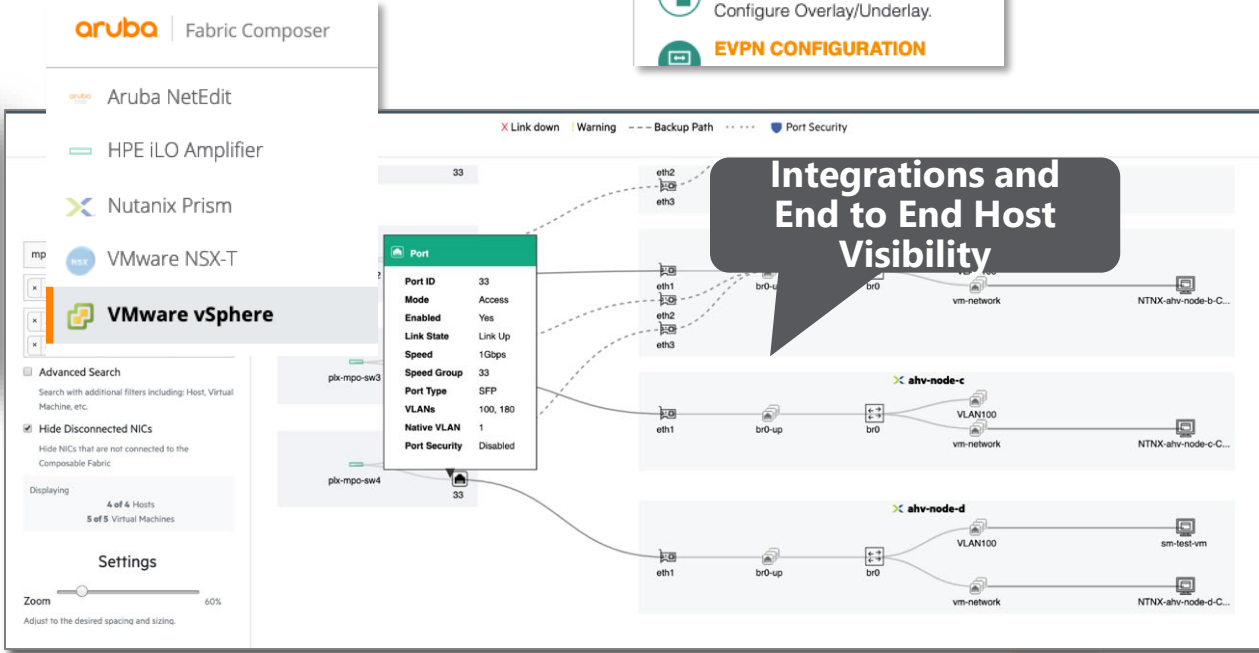 aruba Fabric Composer
Configure Overlay/Underlay.
EVPN CONFIGURATION
Aruba NetEdit
HPE iLO Amplifier
Nutanix Prism
NSX
VMware NSX-T
VMware vSphere
X Link down ! Warning --- Backup Path Port Security
Integrations and
End to End Host
Visibility
mp
Advanced Search
Search with additional filters including: Host, Virtual
Machine, etc.
Hide Disconnected NICs
Hide NICs that are not connected to the
Composable Fabric
Displaying
4 of 4 Hosts
5 of 5 Virtual Machines
Settings
Zoom 60%
Adjust to the desired spacing and sizing.
33
Port
Port ID 33
Mode Access
Enabled Yes
Link State Link Up
Speed 1Gbps
Speed Group 33
Port Type SFP
VLANs 100, 180
Native VLAN 1
Port Security Disabled
plx-mpo-sw3
plx-mpo-sw4
33
eth2
eth3
eth1
eth2
eth3
br0
vm-network
NTNX-ahv-node-b-C...
ahv-node-c
eth1
br0-up
br0
VLAN100
vm-network
NTNX-ahv-node-c-C...
ahv-node-d
eth1
br0-up
br0
VLAN100
sm-test-vm
vm-network
NTNX-ahv-node-d-C...